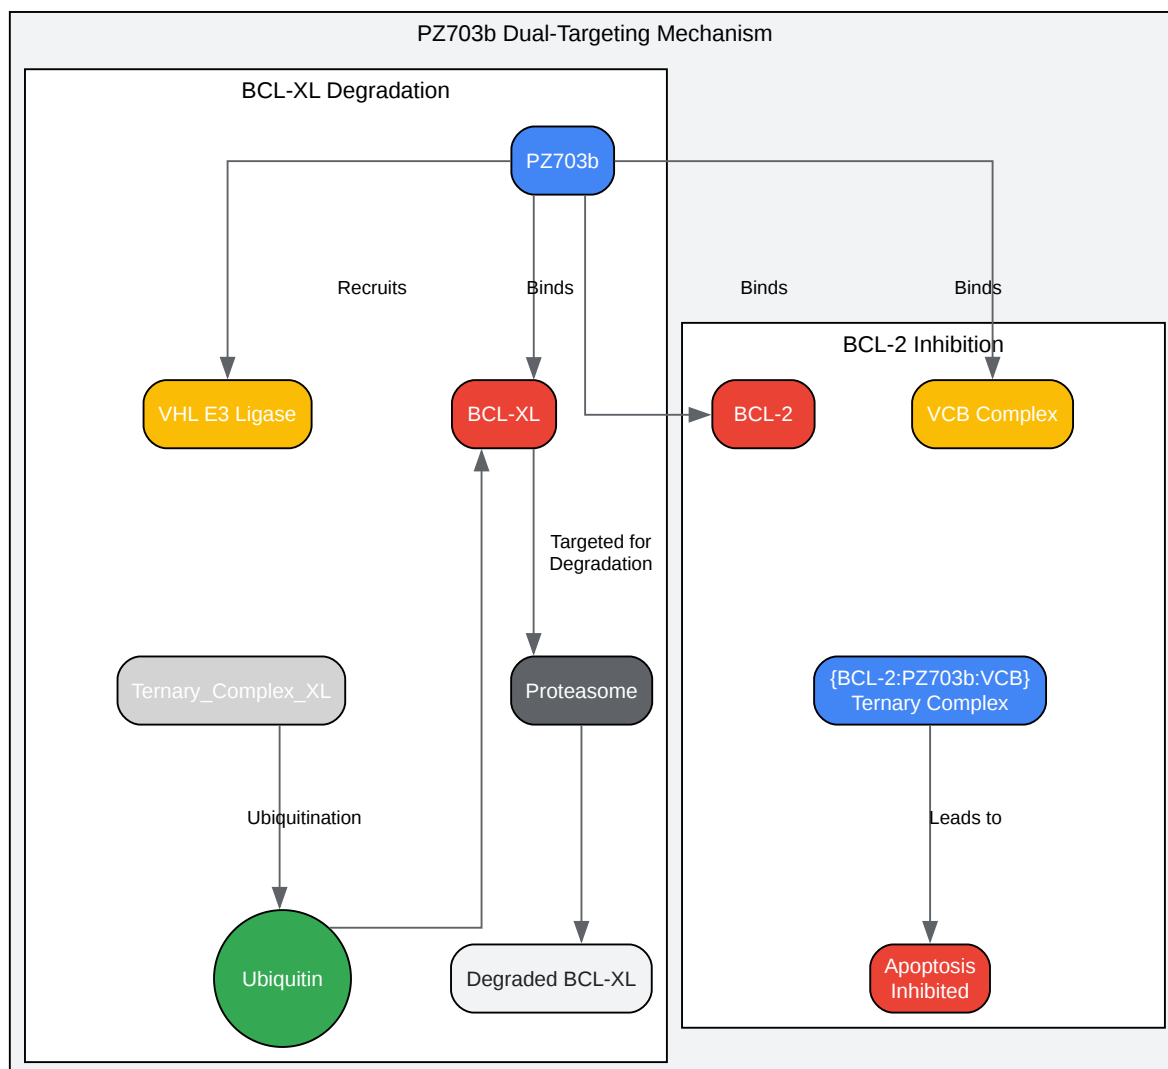 PZ703b Dual-Targeting Mechanism
BCL-XL Degradation
PZ703b
Recruits
Binds
Binds
Binds
BCL-2 Inhibition
VHL E3 Ligase
BCL-XL
BCL-2
VCB Complex
Targeted for
Degradation
Ternary_Complex_XL
Proteasome
{BCL-2:PZ703b:VCB}
Ternary Complex
Ubiquitination
Leads to
Ubiquitin
Degraded BCL-XL
Apoptosis
Inhibited